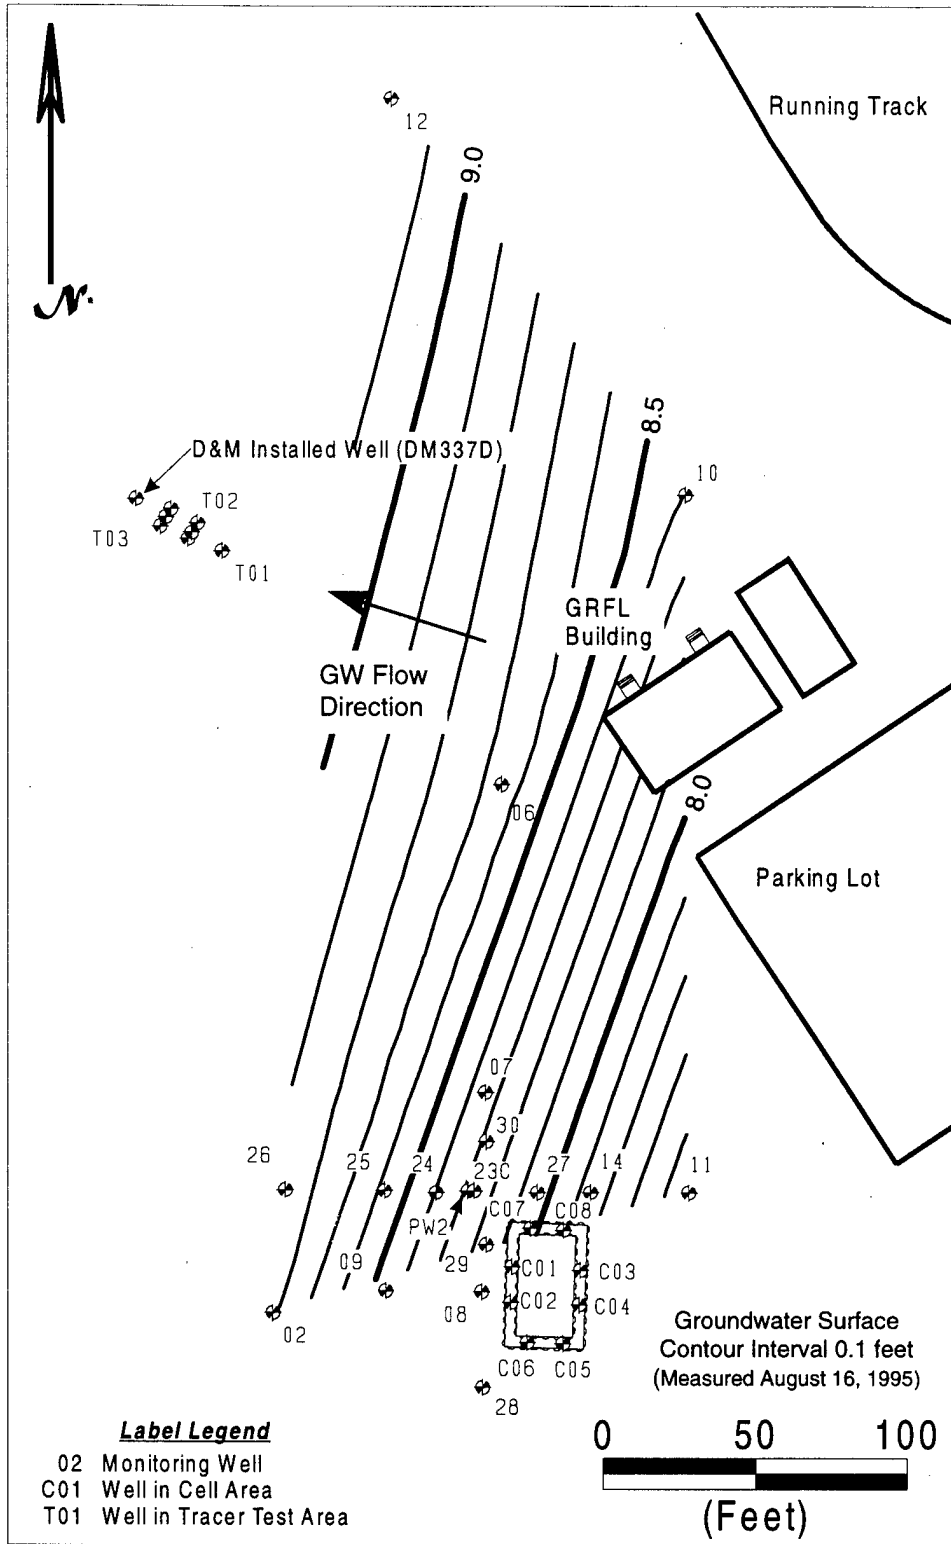 12
9.0
Running Track
N.
8.5
D&M Installed Well (DM337D)
10
T02
T03
T01
GRFL
Building
GW Flow
Direction
8.0
06
Parking Lot
07
30
26
25
24
23C
27
14
11
PW2
C07
C08
09
29
C01
C03
08
C02
C04
02
C06
C05
28
Groundwater Surface
Contour Interval 0.1 feet
(Measured August 16, 1995)
Label Legend
02 Monitoring Well
C01 Well in Cell Area
T01 Well in Tracer Test Area
0 50 100
(Feet)